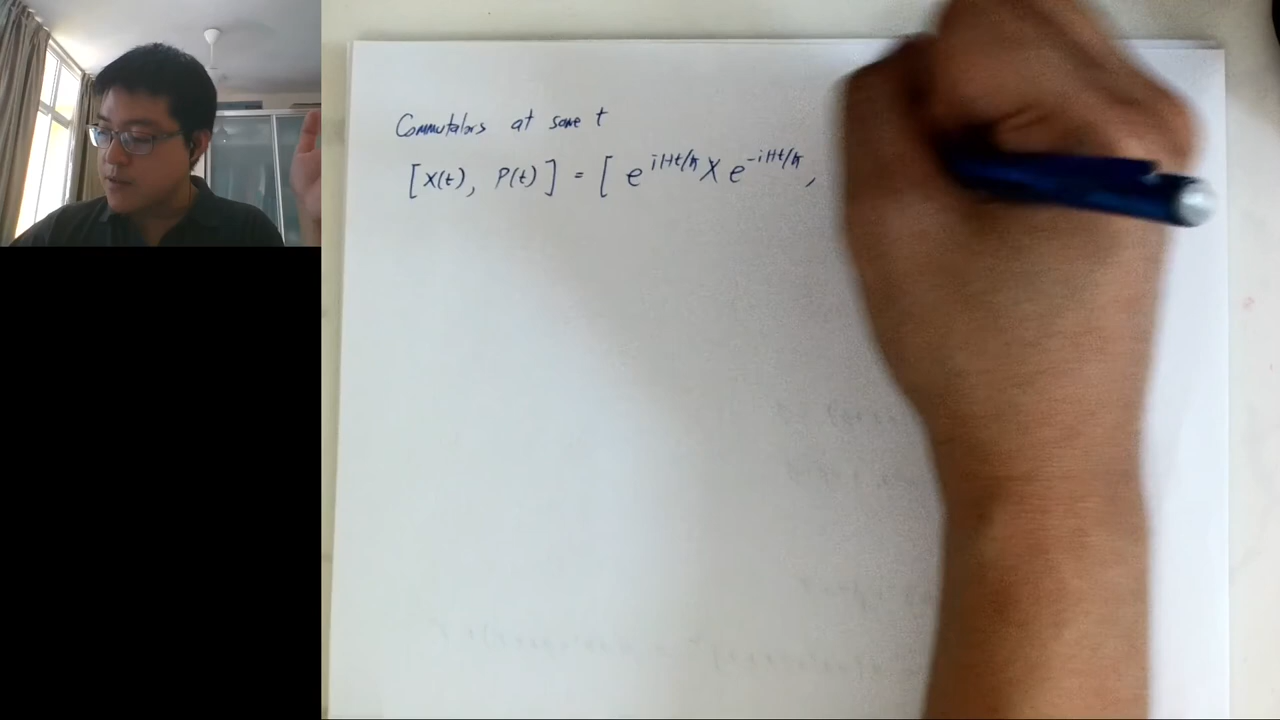 Commutators at same t
[X(t), P(t)] = [ e^{iHt/ħ} X e^{-iHt/ħ},